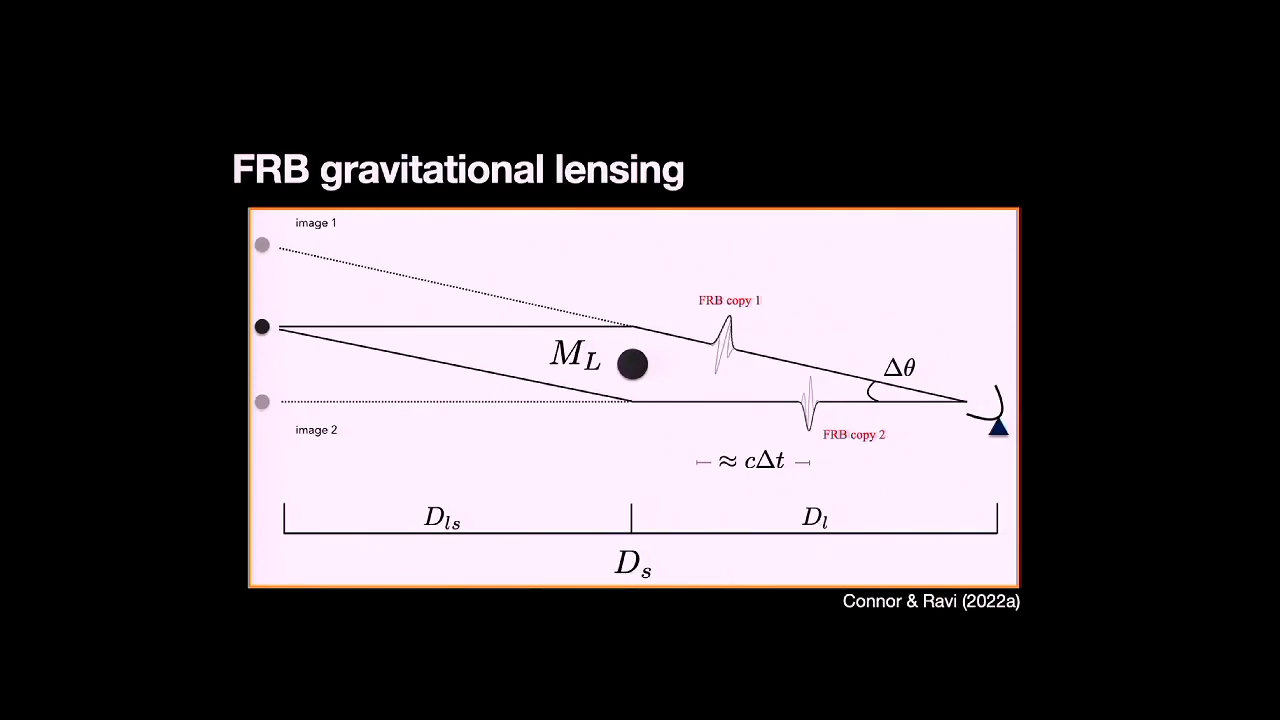 FRB gravitational lensing
image 1
FRB copy 1
M_L
Δθ
image 2
FRB copy 2
≈ cΔt
D_ls
D_l
D_s
Connor & Ravi (2022a)